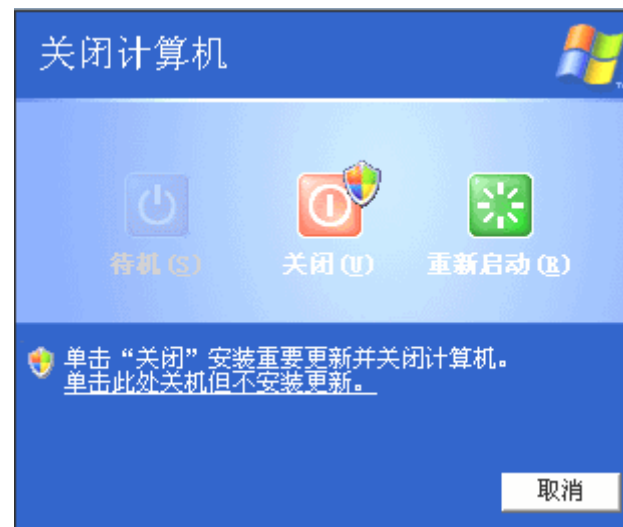 关闭计算机
待机(S)
关闭(U)
重新启动(R)
单击“关闭”安装重要更新并关闭计算机。
单击此处关机但不安装更新。
取消